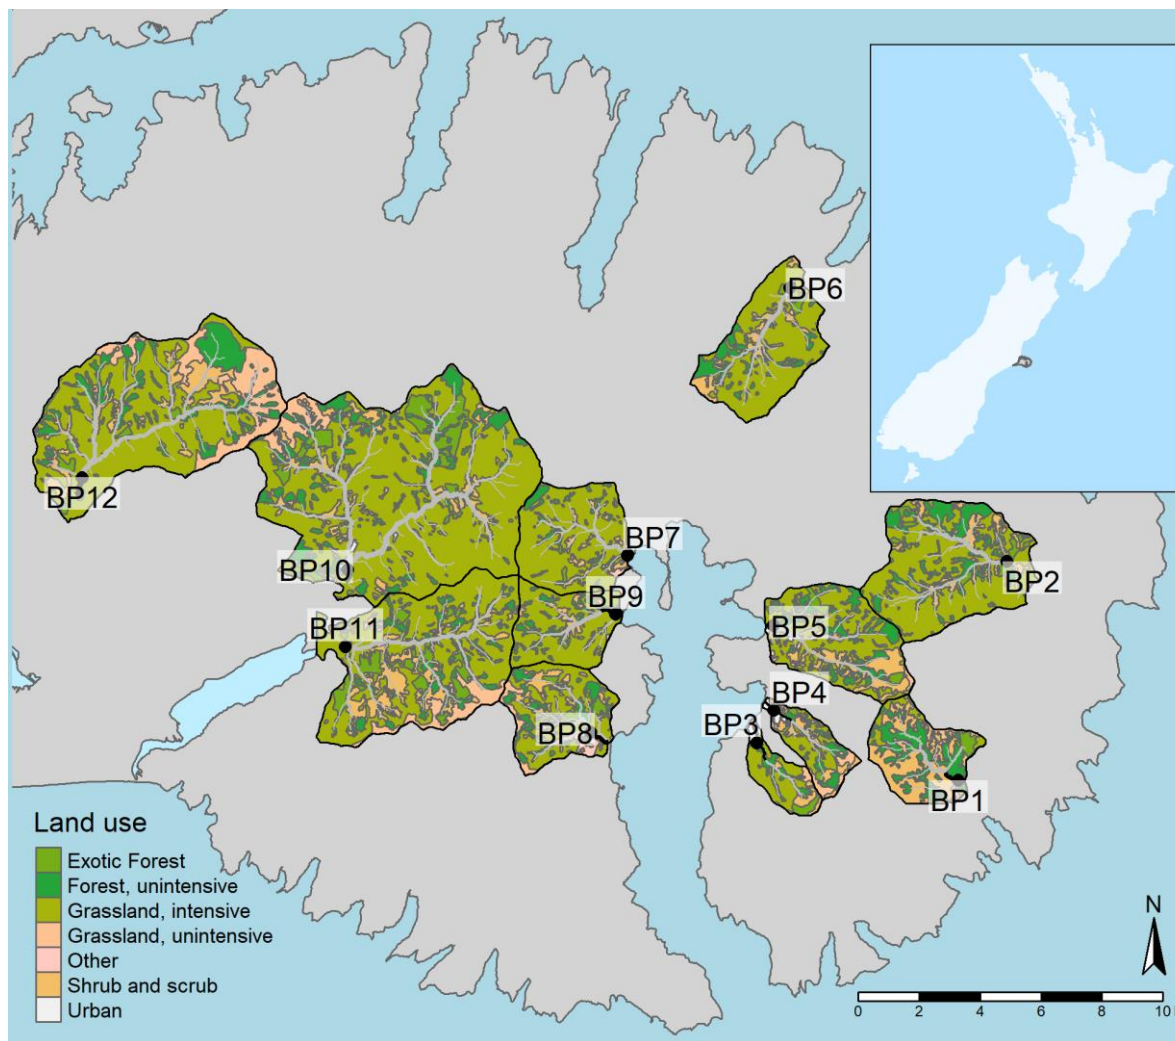 BP6
BP12
BP10
BP7
BP2
BP9
BP5
BP11
BP4
BP3
BP8
BP1
Land use
Exotic Forest
Forest, unintensive
Grassland, intensive
Grassland, unintensive
Other
Shrub and scrub
Urban
N
0 2 4 6 8 10